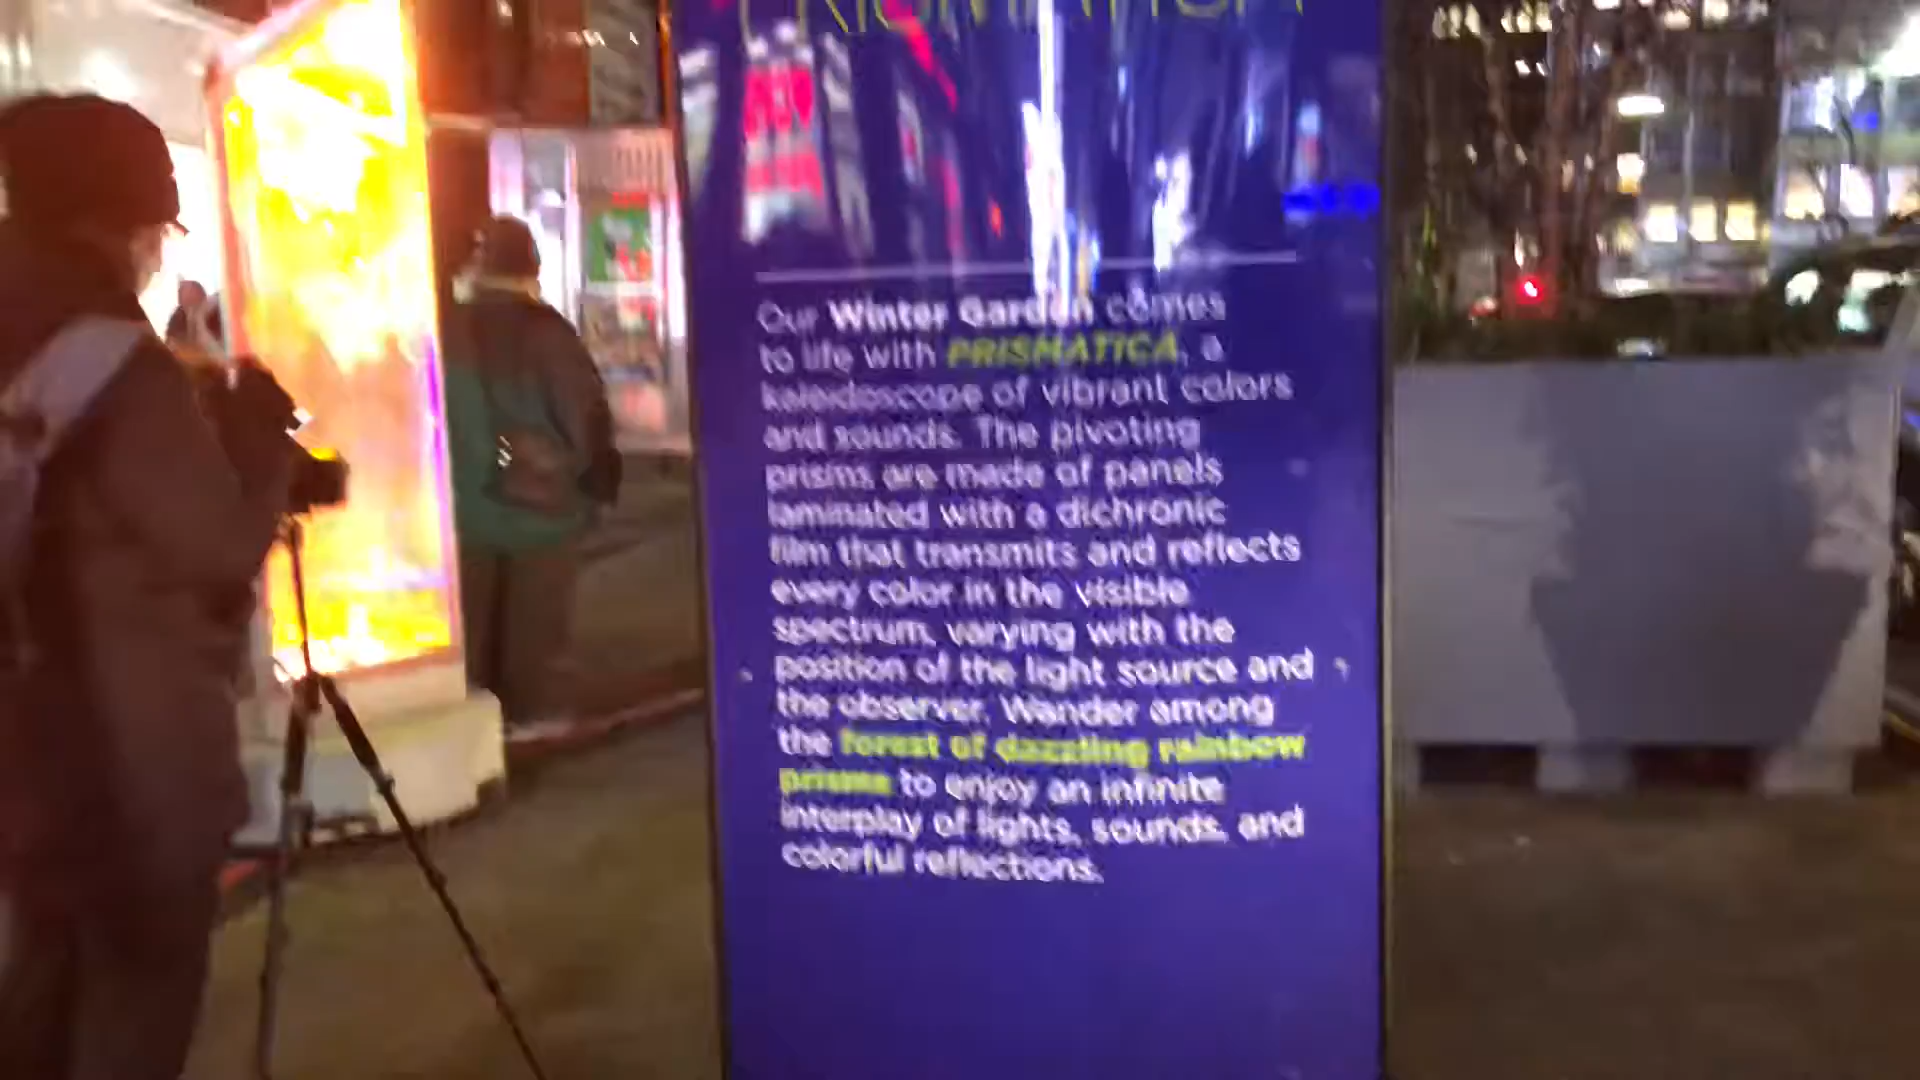 PRISMATICA
Our Winter Garden comes
to life with PRISMATICA, a
kaleidoscope of vibrant colors
and sounds. The pivoting
prisms are made of panels
laminated with a dichronic
film that transmits and reflects
every color in the visible
spectrum, varying with the
position of the light source and
the observer. Wander among
the forest of dazzling rainbow
prisms to enjoy an infinite
interplay of lights, sounds, and
colorful reflections.